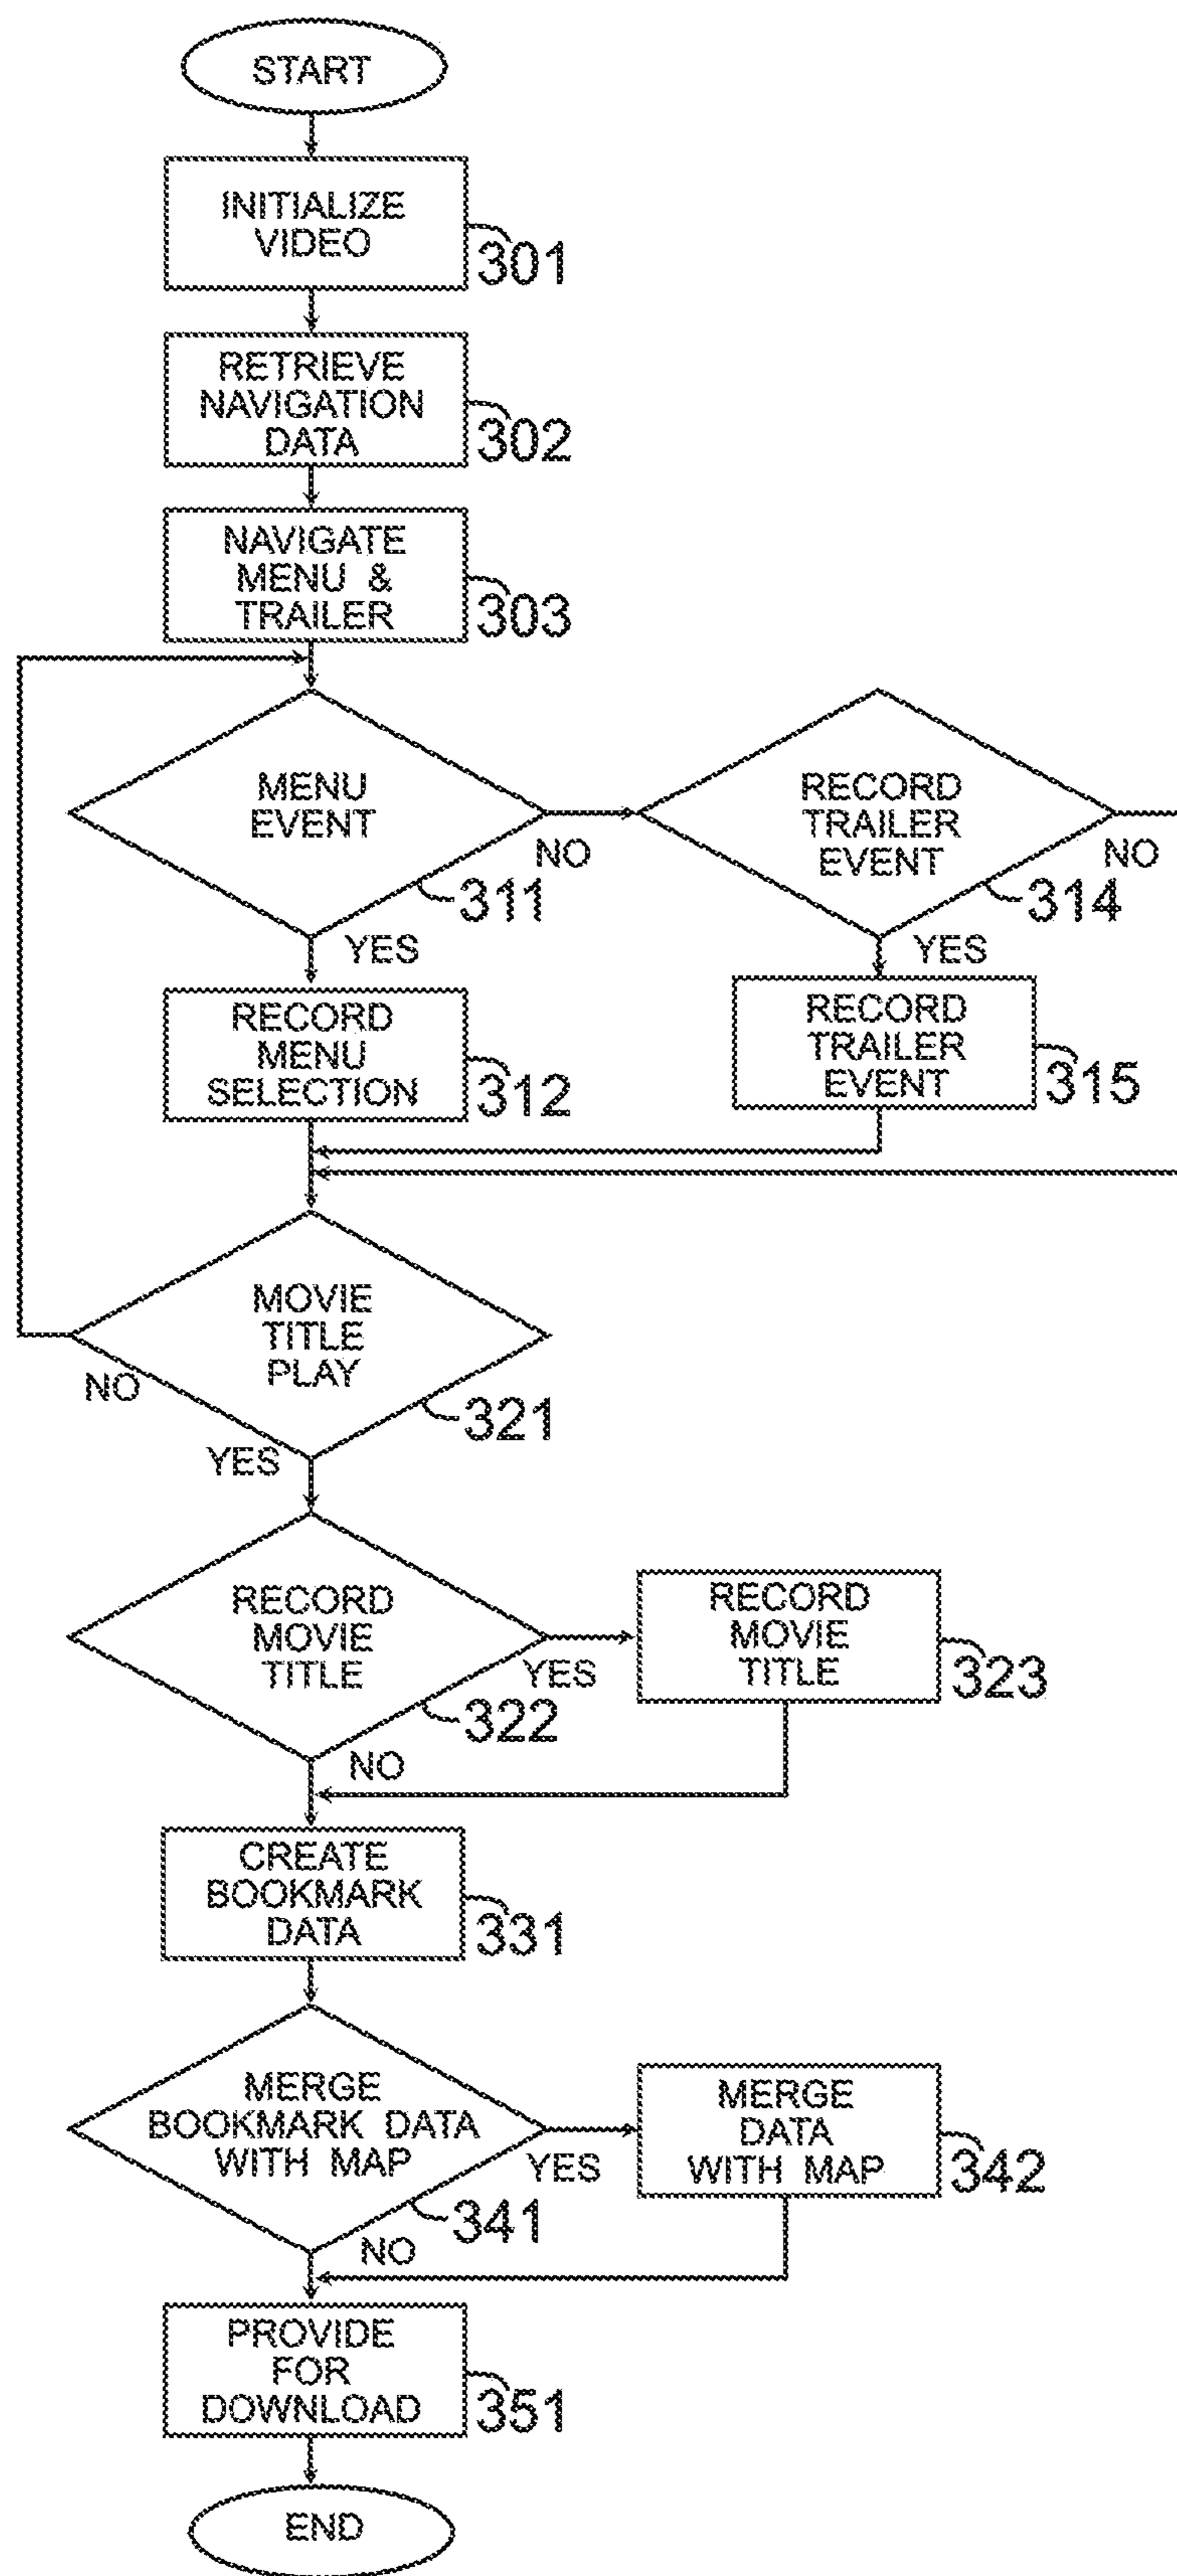 START
INITIALIZE
VIDEO
301
RETRIEVE
NAVIGATION
DATA
302
NAVIGATE
MENU &
TRAILER
303
MENU
EVENT
NO
311
YES
RECORD
TRAILER
EVENT
NO
314
YES
RECORD
MENU
SELECTION
312
RECORD
TRAILER
EVENT
315
MOVIE
TITLE
PLAY
NO
321
YES
RECORD
MOVIE
TITLE
YES
322
NO
RECORD
MOVIE
TITLE
323
CREATE
BOOKMARK
DATA
331
MERGE
BOOKMARK DATA
WITH MAP
YES
341
NO
MERGE
DATA
WITH MAP
342
PROVIDE
FOR
DOWNLOAD
351
END